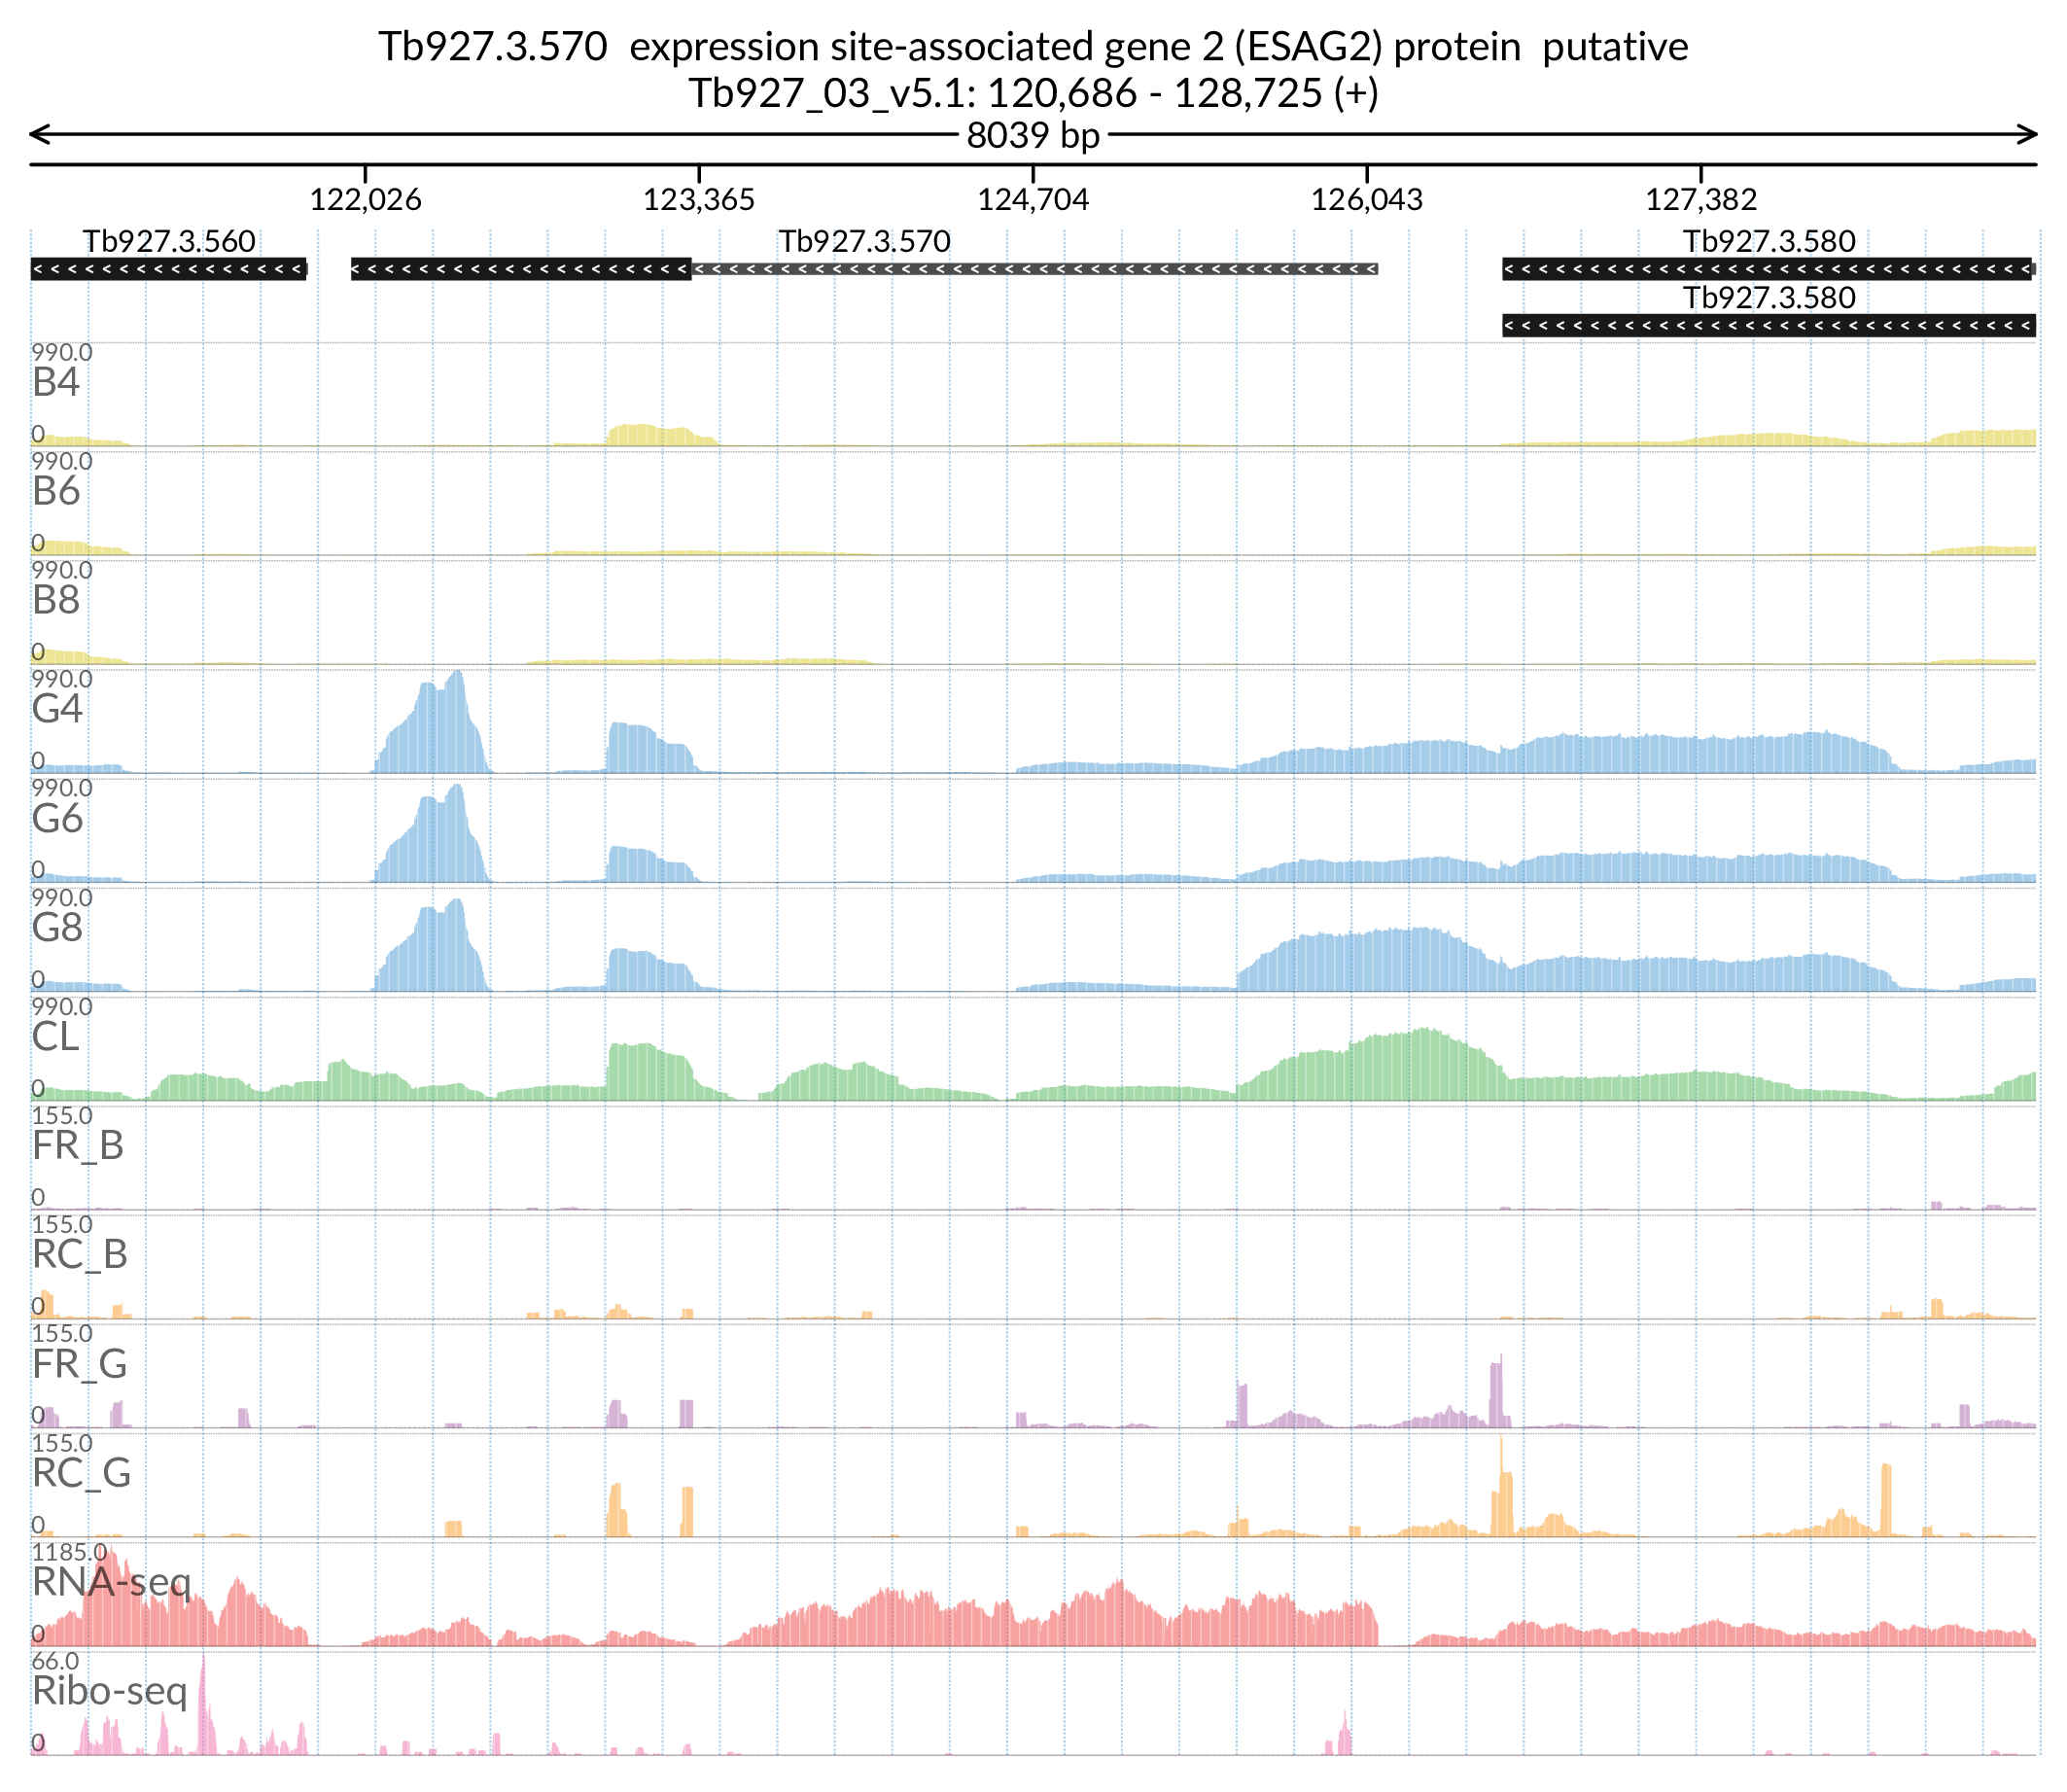 Tb927.3.570  expression site-associated gene 2 (ESAG2) protein  putative
Tb927_03_v5.1: 120,686 - 128,725 (+)
8039 bp
122,026 123,365 124,704 126,043 127,382
Tb927.3.560 Tb927.3.570 Tb927.3.580
Tb927.3.580
990.0
B4
0
990.0
B6
0
990.0
B8
0
990.0
G4
0
990.0
G6
0
990.0
G8
0
990.0
CL
0
155.0
FR_B
0
155.0
RC_B
0
155.0
FR_G
0
155.0
RC_G
0
1185.0
RNA-seq
0
66.0
Ribo-seq
0